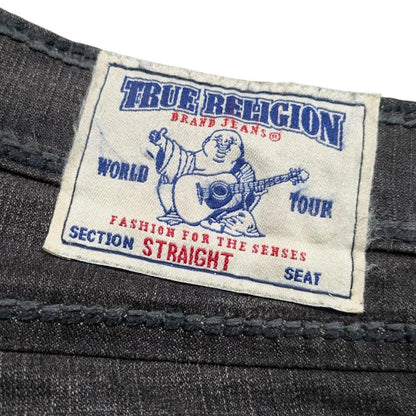 TRUE RELIGION
BRAND JEANS®
WORLD TOUR
FASHION FOR THE SENSES
SECTION STRAIGHT SEAT